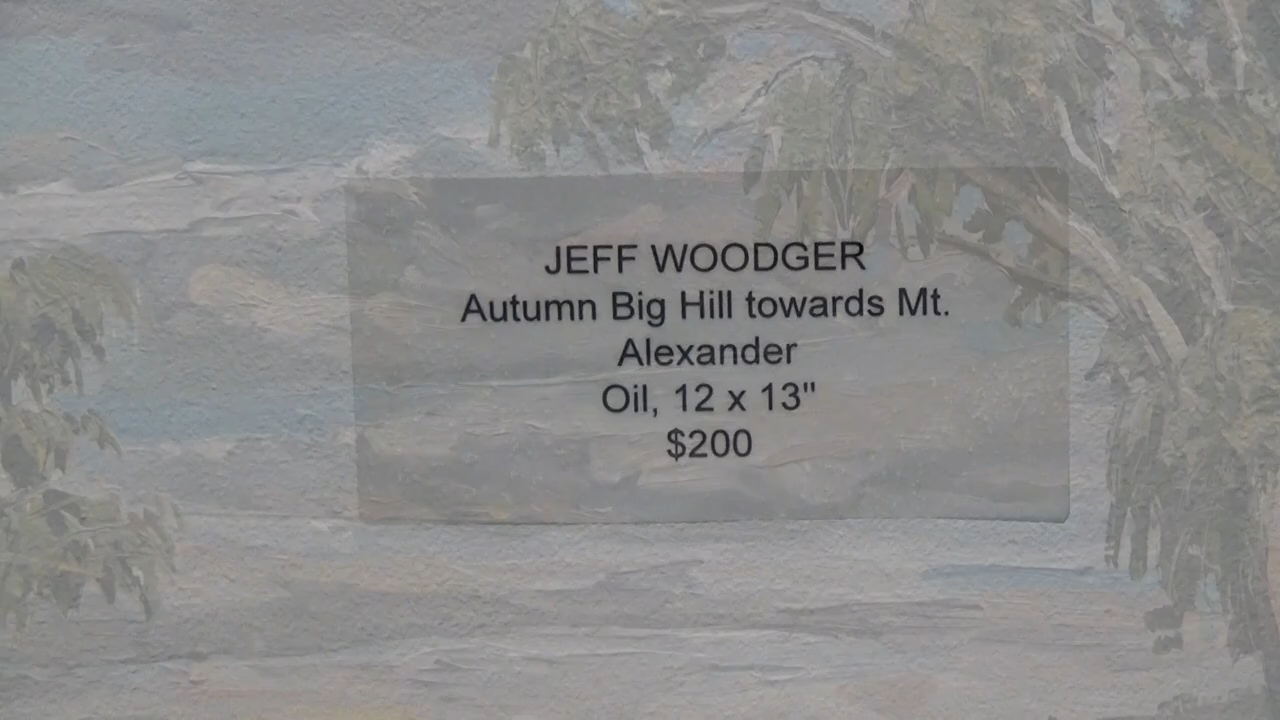 JEFF WOODGER
Autumn Big Hill towards Mt.
Alexander
Oil, 12 x 13"
$200